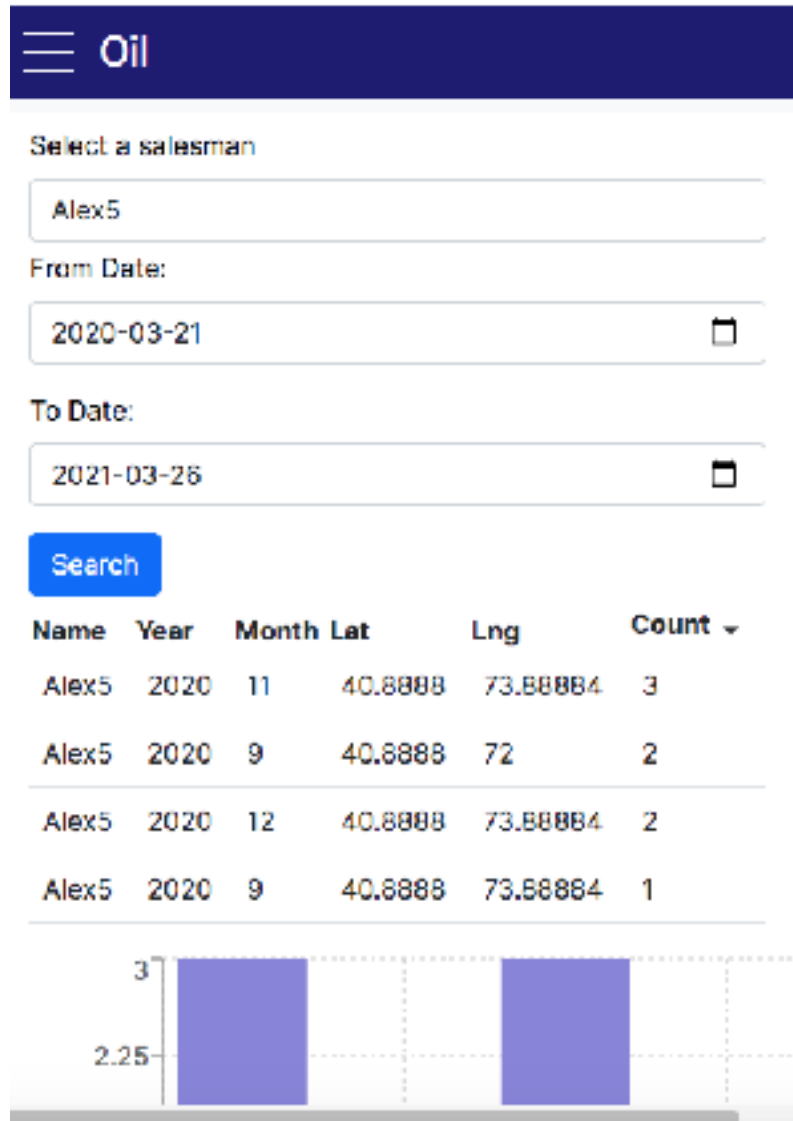 Oil
Select a salesman
Alex5
From Date:
2020-03-21
To Date:
2021-03-26
Search
Name Year Month Lat Lng Count
Alex5 2020 11 40.8888 73.88884 3
Alex5 2020 9 40.8888 72 2
Alex5 2020 12 40.8888 73.88884 2
Alex5 2020 9 40.8888 73.88884 1
3
2.25